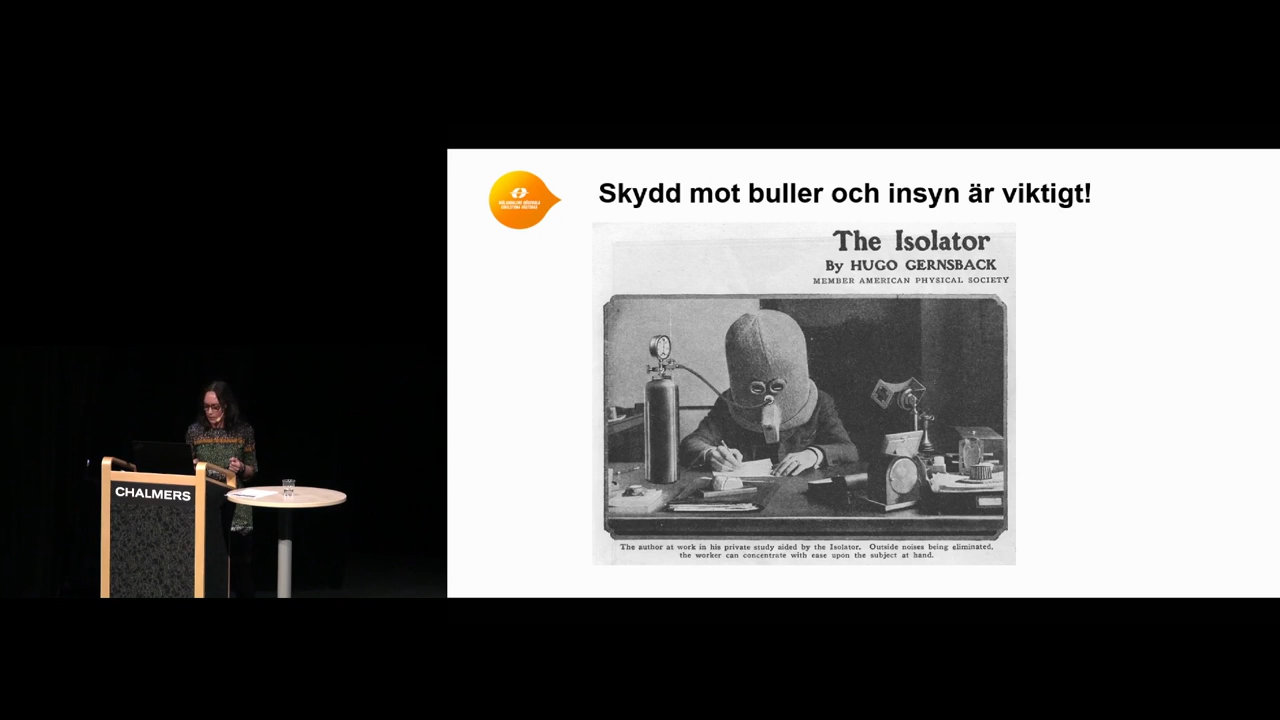 Skydd mot buller och insyn är viktigt!
The Isolator
By HUGO GERNSBACK
MEMBER AMERICAN PHYSICAL SOCIETY
The author at work in his private study aided by the Isolator. Outside noises being eliminated,
the worker can concentrate with ease upon the subject at hand.
CHALMERS